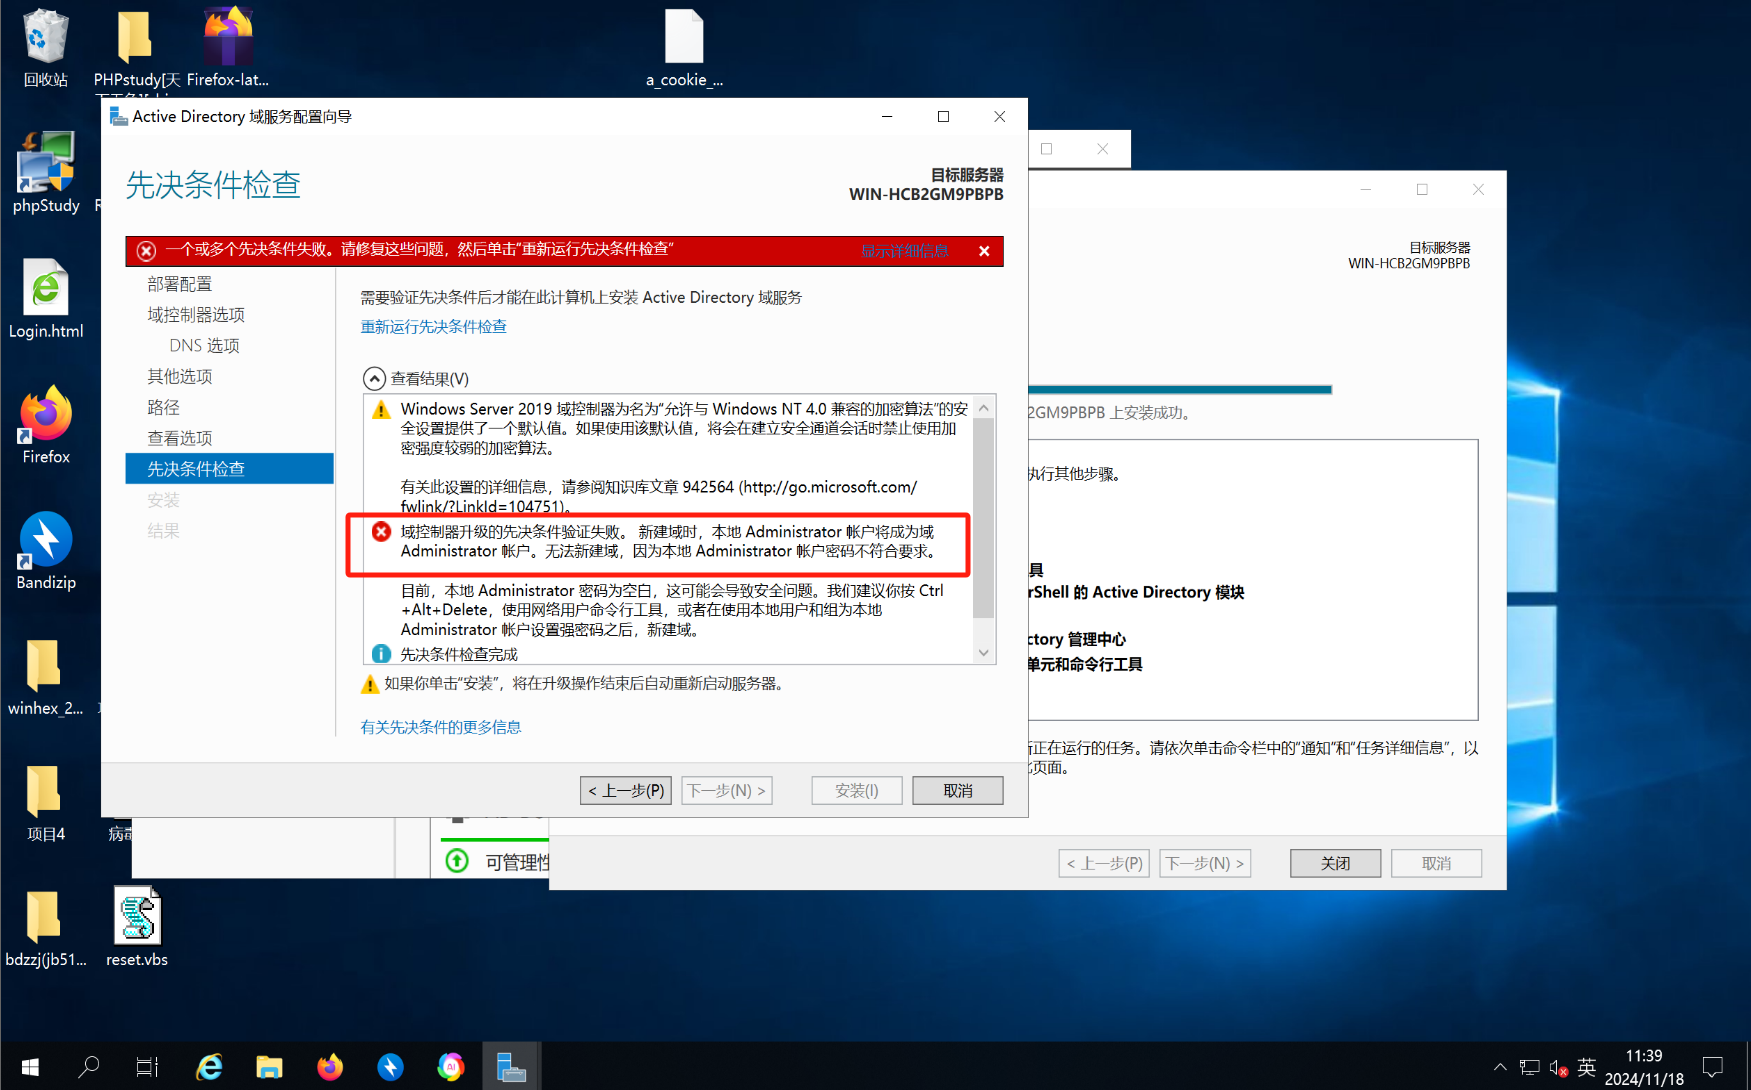 回收站
PHPstudy[天
Firefox-lat...
a_cookie_...
phpStudy
Login.html
Firefox
Bandizip
winhex_2...
项目4
病毒
bdzzj(jb51...
reset.vbs
Active Directory 域服务配置向导
先决条件检查
目标服务器
WIN-HCB2GM9PBPB
一个或多个先决条件失败。请修复这些问题，然后单击"重新运行先决条件检查"
显示详细信息
部署配置
域控制器选项
DNS 选项
其他选项
路径
查看选项
先决条件检查
安装
结果
需要验证先决条件后才能在此计算机上安装 Active Directory 域服务
重新运行先决条件检查
查看结果(V)
Windows Server 2019 域控制器为名为"允许与 Windows NT 4.0 兼容的加密算法"的安
全设置提供了一个默认值。如果使用该默认值，将会在建立安全通道会话时禁止使用加
密强度较弱的加密算法。
有关此设置的详细信息，请参阅知识库文章 942564 (http://go.microsoft.com/
fwlink/?LinkId=104751)。
域控制器升级的先决条件验证失败。 新建域时，本地 Administrator 帐户将成为域
Administrator 帐户。无法新建域，因为本地 Administrator 帐户密码不符合要求。
目前，本地 Administrator 密码为空白，这可能会导致安全问题。我们建议你按 Ctrl
+Alt+Delete，使用网络用户命令行工具，或者在使用本地用户和组为本地
Administrator 帐户设置强密码之后，新建域。
先决条件检查完成
如果你单击"安装"，将在升级操作结束后自动重新启动服务器。
有关先决条件的更多信息
< 上一步(P)
下一步(N) >
安装(I)
取消
目标服务器
WIN-HCB2GM9PBPB
2GM9PBPB 上安装成功。
执行其他步骤。
具
rShell 的 Active Directory 模块
ctory 管理中心
单元和命令行工具
正在运行的任务。请依次单击命令栏中的"通知"和"任务详细信息"，以
页面。
可管理性
< 上一步(P)
下一步(N) >
关闭
取消
英
11:39
2024/11/18